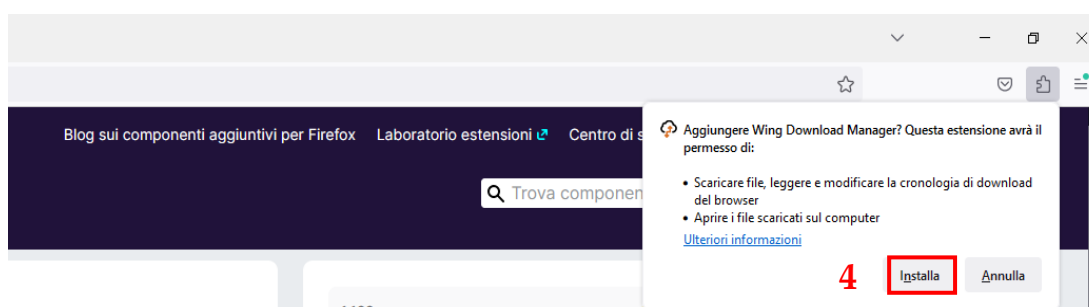 Blog sui componenti aggiuntivi per Firefox Laboratorio estensioni Centro di s
Trova componen
Aggiungere Wing Download Manager? Questa estensione avrà il
permesso di:
• Scaricare file, leggere e modificare la cronologia di download
del browser
• Aprire i file scaricati sul computer
Ulteriori informazioni
4 Installa Annulla